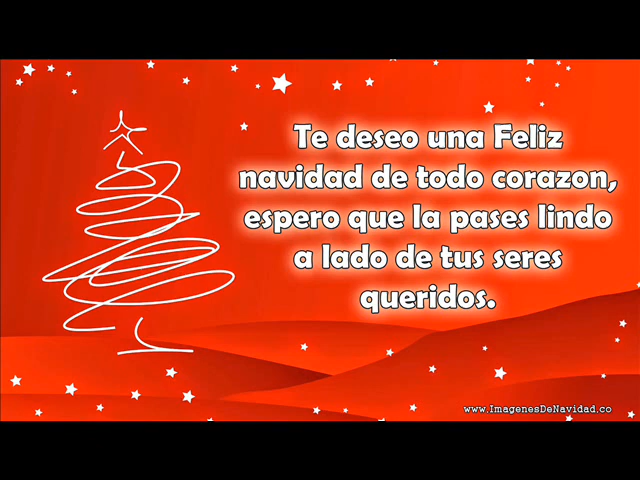 Te deseo una Feliz
navidad de todo corazon,
espero que la pases lindo
a lado de tus seres
queridos.
www.ImagenesDeNavidad.co